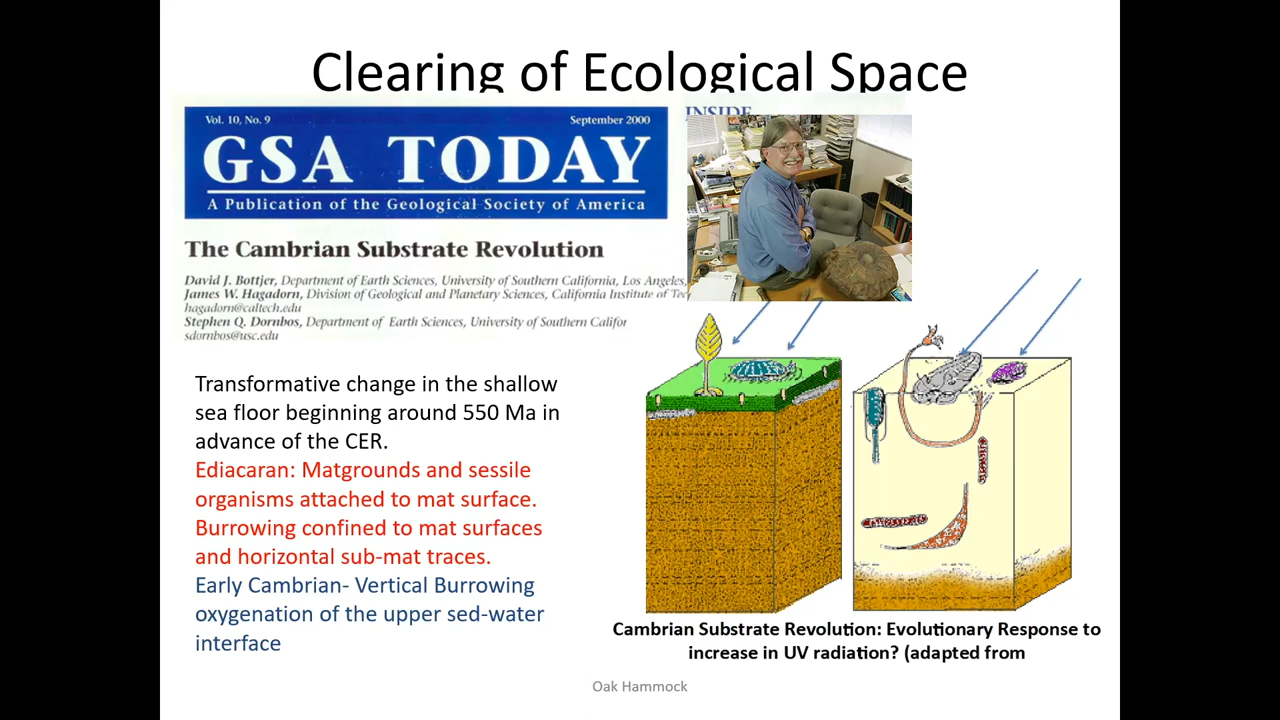 Clearing of Ecological Space
INSIDE
Vol. 10, No. 9 September 2000
GSA TODAY
A Publication of the Geological Society of America
The Cambrian Substrate Revolution
David J. Bottjer, Department of Earth Sciences, University of Southern California, Los Angeles,
James W. Hagadorn, Division of Geological and Planetary Sciences, California Institute of Tec
hagadorn@caltech.edu
Stephen Q. Dornbos, Department of Earth Sciences, University of Southern Califor
sdornbos@usc.edu
Transformative change in the shallow
sea floor beginning around 550 Ma in
advance of the CER.
Ediacaran: Matgrounds and sessile
organisms attached to mat surface.
Burrowing confined to mat surfaces
and horizontal sub-mat traces.
Early Cambrian- Vertical Burrowing
oxygenation of the upper sed-water
interface
Cambrian Substrate Revolution: Evolutionary Response to
increase in UV radiation? (adapted from
Oak Hammock